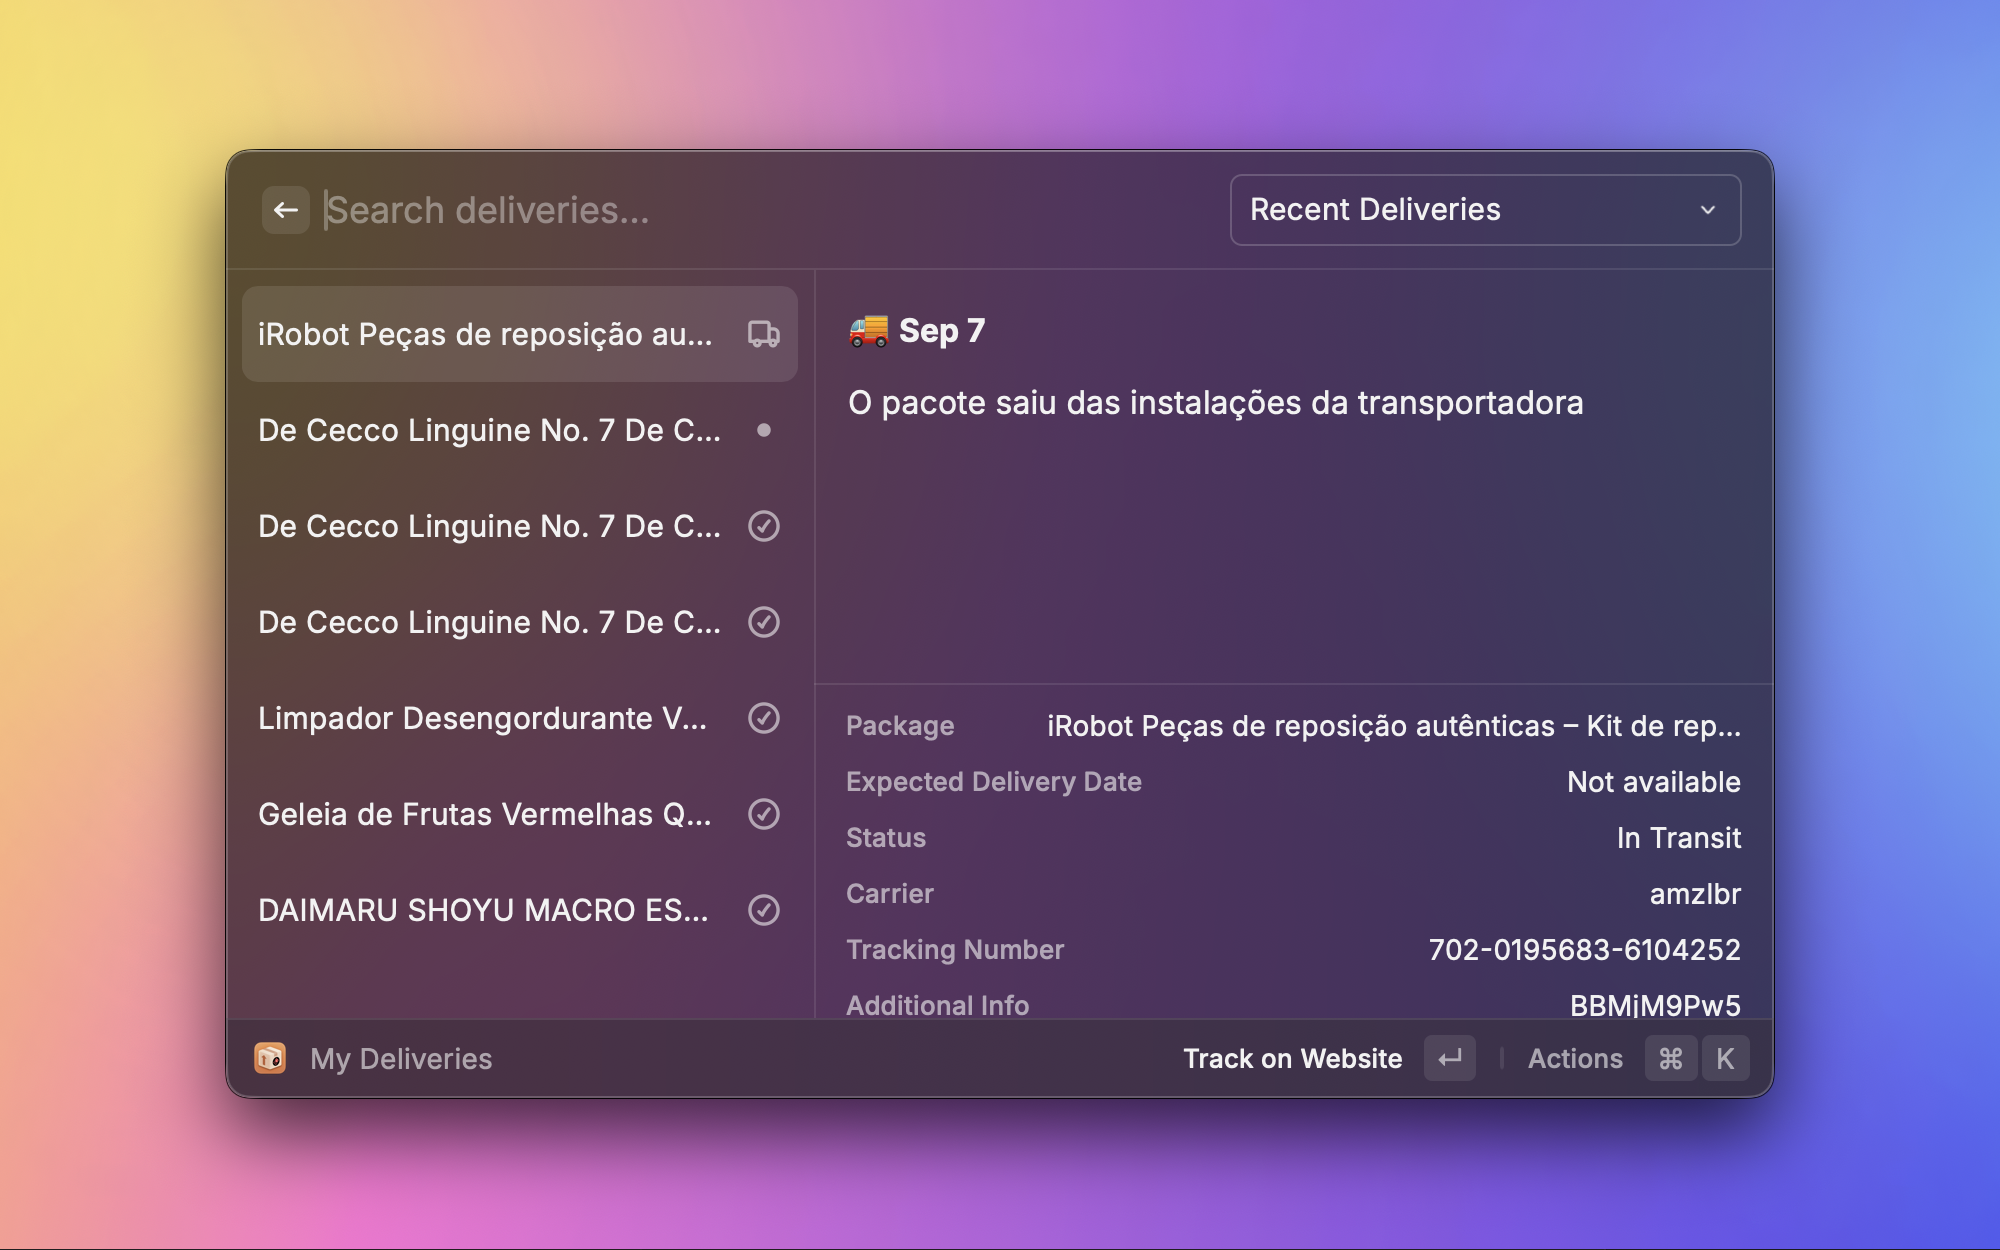 Search deliveries...
Recent Deliveries
iRobot Peças de reposição au...
De Cecco Linguine No. 7 De C...
De Cecco Linguine No. 7 De C...
De Cecco Linguine No. 7 De C...
Limpador Desengordurante V...
Geleia de Frutas Vermelhas Q...
DAIMARU SHOYU MACRO ES...
Sep 7
O pacote saiu das instalações da transportadora
Package iRobot Peças de reposição autênticas – Kit de rep...
Expected Delivery Date Not available
Status In Transit
Carrier amzlbr
Tracking Number 702-0195683-6104252
Additional Info BBMjM9Pw5
My Deliveries
Track on Website
Actions ⌘ K